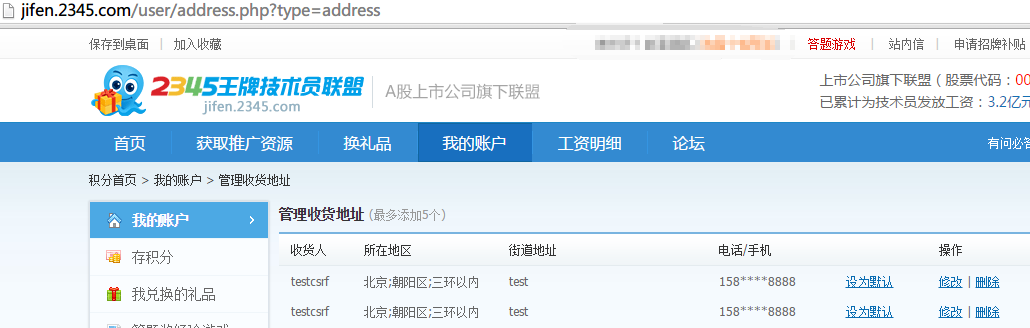 jifen.2345.com/user/address.php?type=address
保存到桌面 | 加入收藏 | 答题游戏 | 站内信 | 申请招牌补贴
2345王牌技术员联盟 A股上市公司旗下联盟 上市公司旗下联盟（股票代码：00
jifen.2345.com 已累计为技术员发放工资：3.2亿元
首页 获取推广资源 换礼品 我的账户 工资明细 论坛 有问必答
积分首页 > 我的账户 > 管理收货地址
我的账户 管理收货地址 (最多添加5个)
收货人 所在地区 街道地址 电话/手机 操作
存积分
testcsrf 北京;朝阳区;三环以内 test 158****8888 设为默认 修改 | 删除
我兑换的礼品
testcsrf 北京;朝阳区;三环以内 test 158****8888 设为默认 修改 | 删除